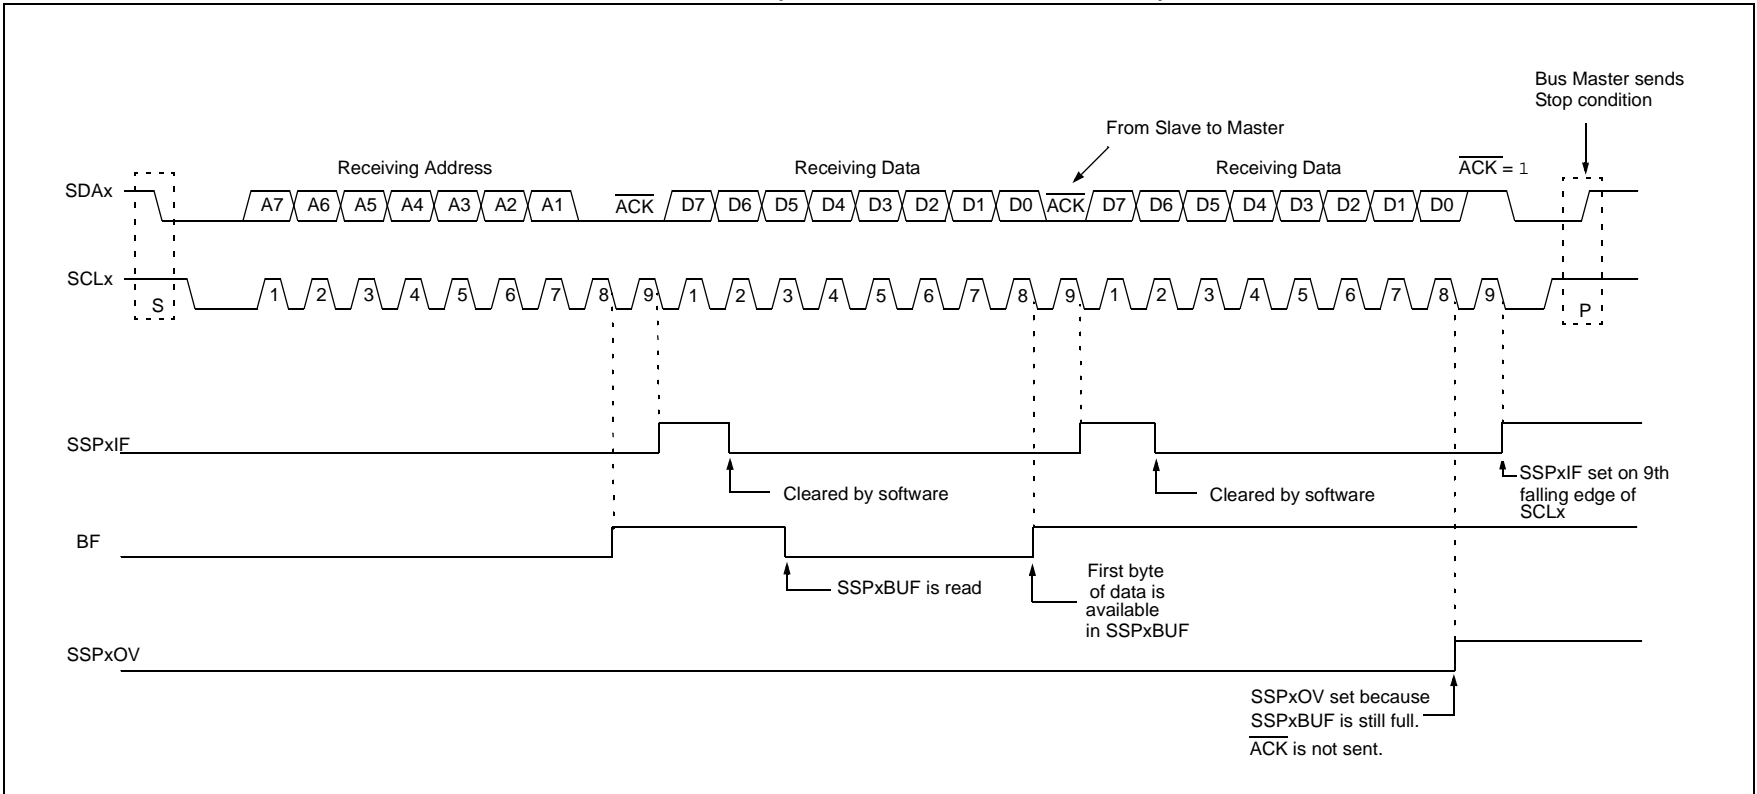 Bus Master sends
Stop condition
From Slave to Master
Receiving Address
Receiving Data
Receiving Data
ACK = 1
SDAx
A7 A6 A5 A4 A3 A2 A1 ACK D7 D6 D5 D4 D3 D2 D1 D0 ACK D7 D6 D5 D4 D3 D2 D1 D0
SCLx
S 1 2 3 4 5 6 7 8 9 1 2 3 4 5 6 7 8 9 1 2 3 4 5 6 7 8 9 P
SSPxIF
Cleared by software
Cleared by software
SSPxIF set on 9th
falling edge of
SCLx
BF
SSPxBUF is read
First byte
of data is
available
in SSPxBUF
SSPxOV
SSPxOV set because
SSPxBUF is still full.
ACK is not sent.